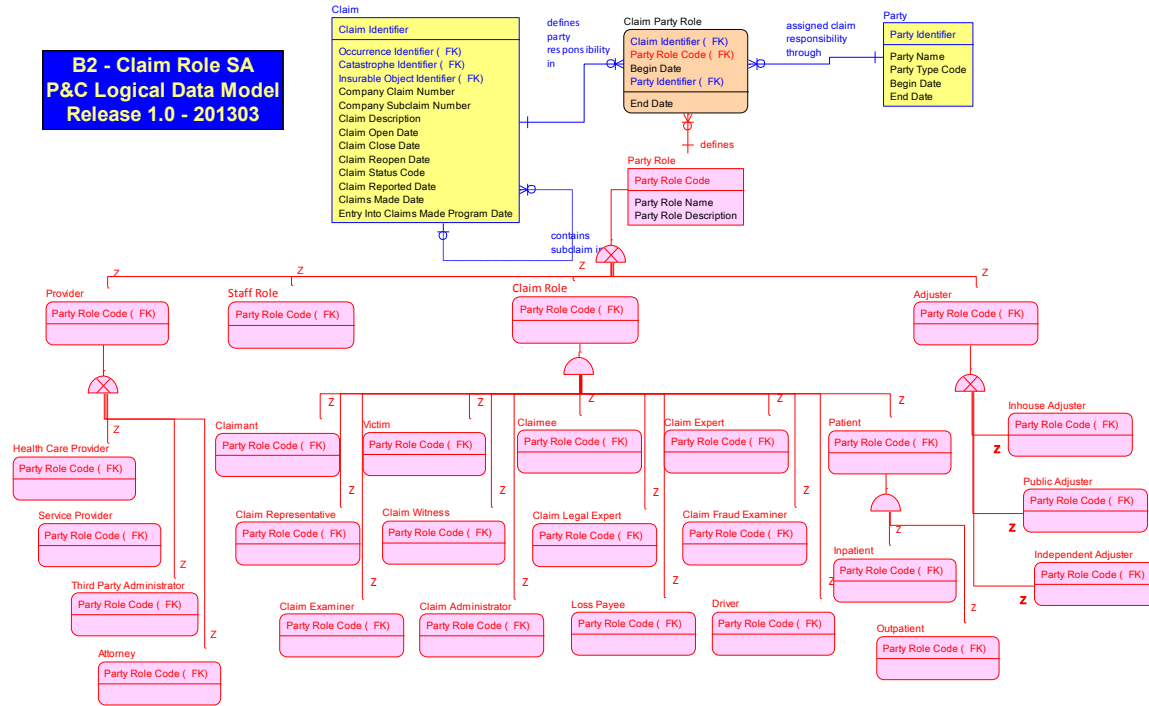 B2 - Claim Role SA
P&C Logical Data Model
Release 1.0 - 201303
Claim
Claim Identifier
Occurrence Identifier ( FK)
Catastrophe Identifier ( FK)
Insurable Object Identifier ( FK)
Company Claim Number
Company Subclaim Number
Claim Description
Claim Open Date
Claim Close Date
Claim Reopen Date
Claim Status Code
Claim Reported Date
Claims Made Date
Entry Into Claims Made Program Date
defines
party
responsibility
in
contains
subclaim in
Claim Party Role
Claim Identifier ( FK)
Party Role Code ( FK)
Begin Date
Party Identifier ( FK)
End Date
assigned claim
responsibility
through
Party
Party Identifier
Party Name
Party Type Code
Begin Date
End Date
defines
Party Role
Party Role Code
Party Role Name
Party Role Description
Z
Z
Z
Z
Provider
Party Role Code ( FK)
Staff Role
Party Role Code ( FK)
Claim Role
Party Role Code ( FK)
Adjuster
Party Role Code ( FK)
Z
Z
Z
Z
Z
Z
Health Care Provider
Party Role Code ( FK)
Claimant
Party Role Code ( FK)
Victim
Party Role Code ( FK)
Claimee
Party Role Code ( FK)
Claim Expert
Party Role Code ( FK)
Patient
Party Role Code ( FK)
Inhouse Adjuster
Party Role Code ( FK)
z
Z
Z
Z
Z
Service Provider
Party Role Code ( FK)
Claim Representative
Party Role Code ( FK)
Claim Witness
Party Role Code ( FK)
Claim Legal Expert
Party Role Code ( FK)
Claim Fraud Examiner
Party Role Code ( FK)
Public Adjuster
Party Role Code ( FK)
z
z
Inpatient
Party Role Code ( FK)
Independent Adjuster
Party Role Code ( FK)
z
Z
Z
Z
Z
Z
Z
Third Party Administrator
Party Role Code ( FK)
Claim Examiner
Party Role Code ( FK)
Claim Administrator
Party Role Code ( FK)
Loss Payee
Party Role Code ( FK)
Driver
Party Role Code ( FK)
Z
z
Outpatient
Party Role Code ( FK)
Attorney
Party Role Code ( FK)